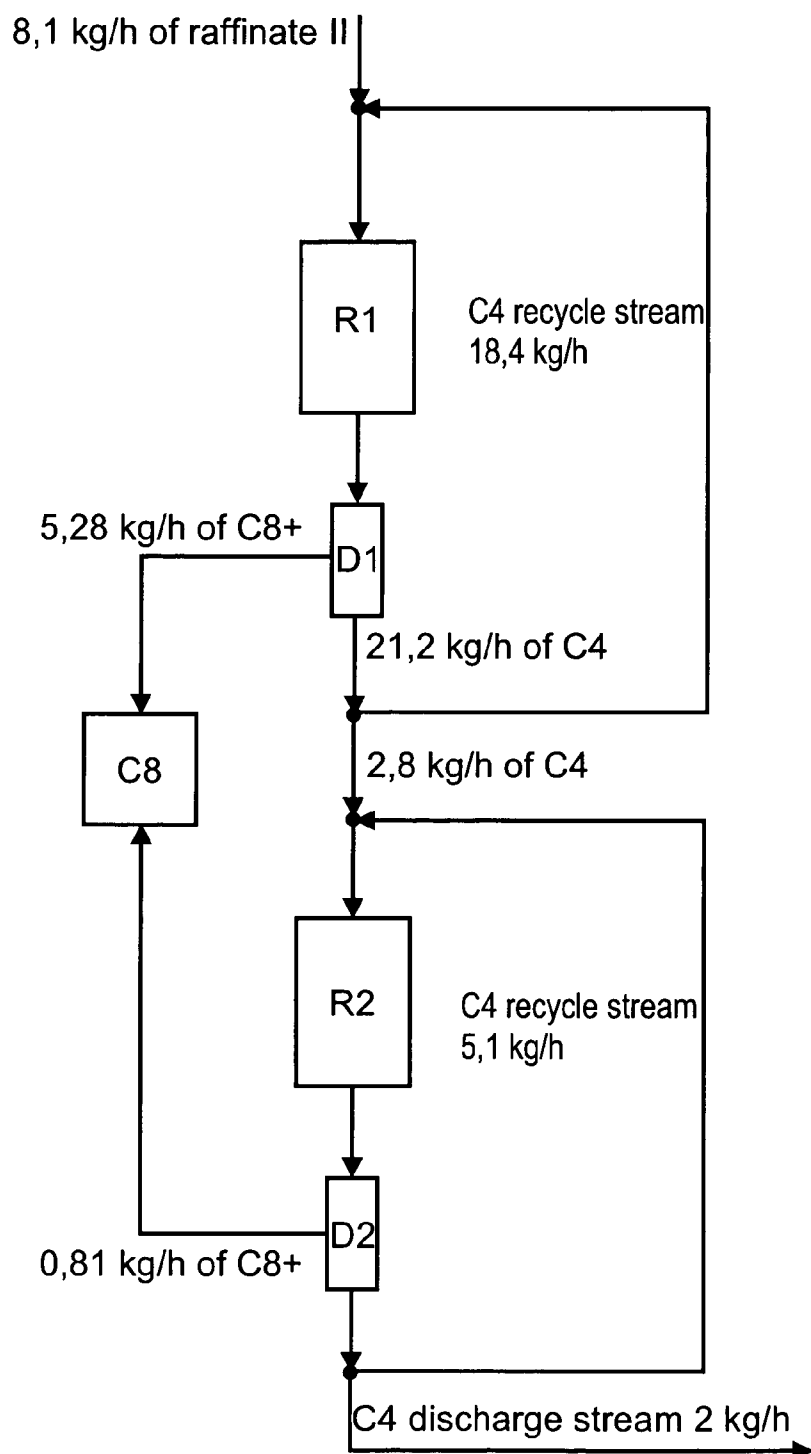 8,1 kg/h of raffinate II
R1
C4 recycle stream
18,4 kg/h
5,28 kg/h of C8+
D1
21,2 kg/h of C4
C8
2,8 kg/h of C4
R2
C4 recycle stream
5,1 kg/h
D2
0,81 kg/h of C8+
C4 discharge stream 2 kg/h